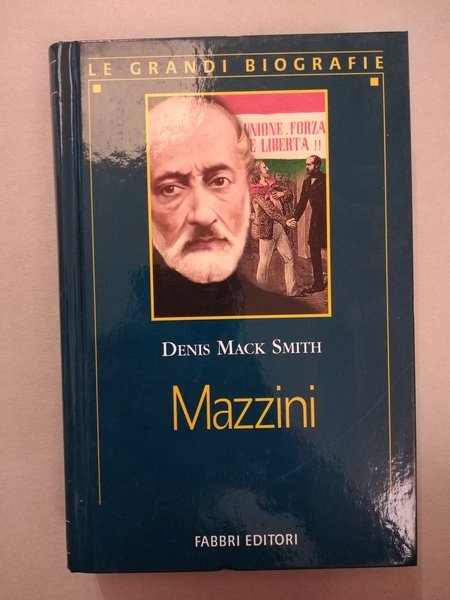 LE GRANDI BIOGRAFIE
UNIONE, FORZA
E LIBERTÀ!!
DENIS MACK SMITH
Mazzini
FABBRI EDITORI